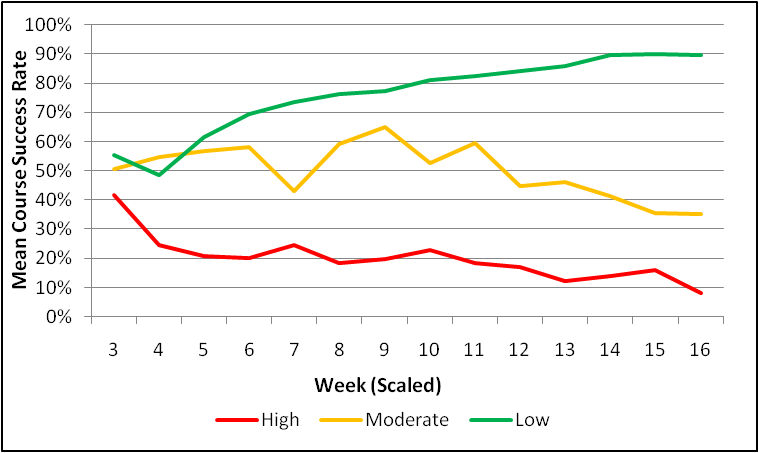 100%
90%
80%
70%
60%
50%
40%
30%
20%
10%
0%
Mean Course Success Rate
3 4 5 6 7 8 9 10 11 12 13 14 15 16
Week (Scaled)
High Moderate Low